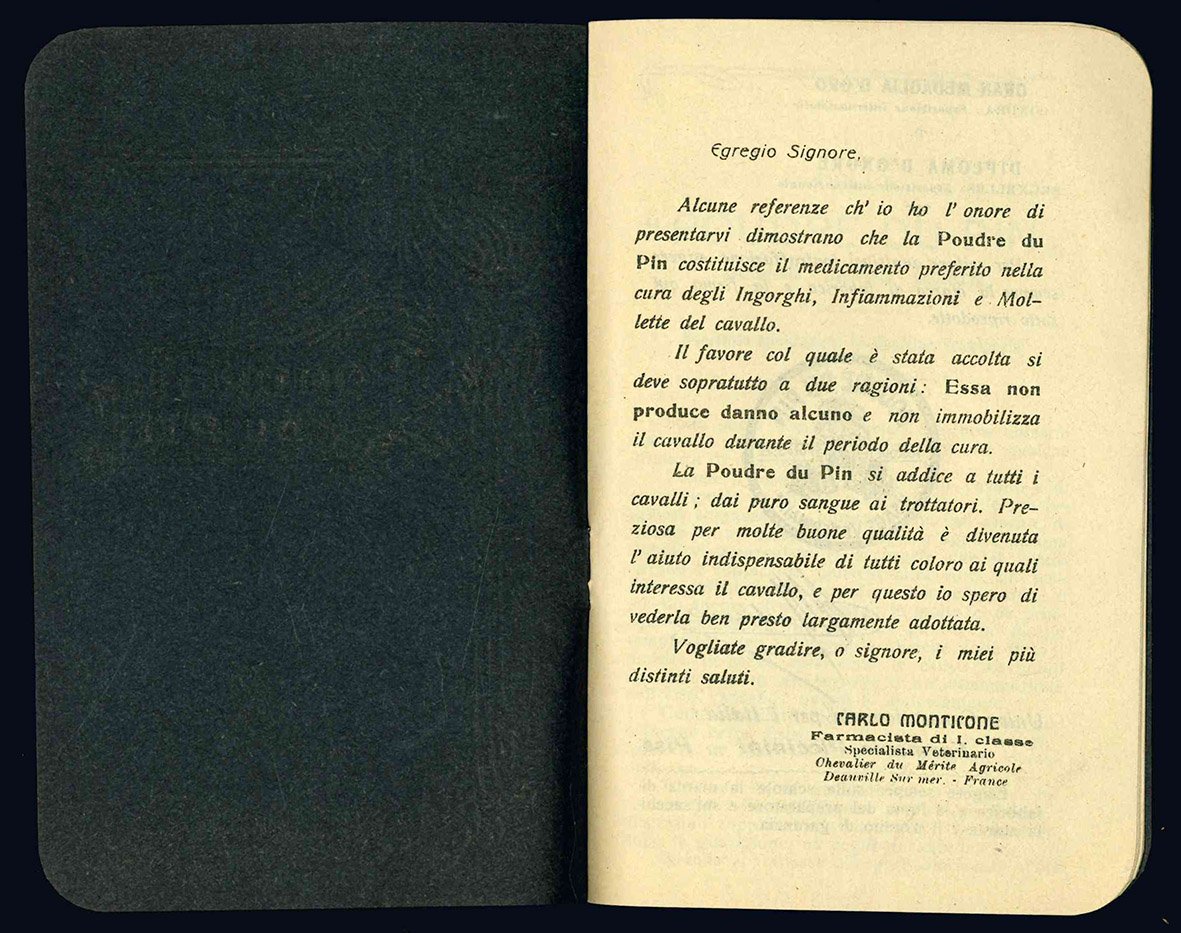 Egregio Signore,
Alcune referenze ch' io ho l' onore di
presentarvi dimostrano che la Poudre du
Pin costituisce il medicamento preferito nella
cura degli Ingorghi, Infiammazioni e Mol-
lette del cavallo.
Il favore col quale è stata accolta si
deve sopratutto a due ragioni: Essa non
produce danno alcuno e non immobilizza
il cavallo durante il periodo della cura.
La Poudre du Pin si addice a tutti i
cavalli; dai puro sangue ai trottatori. Pre-
ziosa per molte buone qualità è divenuta
l' aiuto indispensabile di tutti coloro ai quali
interessa il cavallo, e per questo io spero di
vederla ben presto largamente adottata.
Vogliate gradire, o signore, i miei più
distinti saluti.
CARLO MONTICONE
Farmacista di I. classe
Specialista Veterinario
Chevalier du Mérite Agricole
Deauville Sur mer. - France